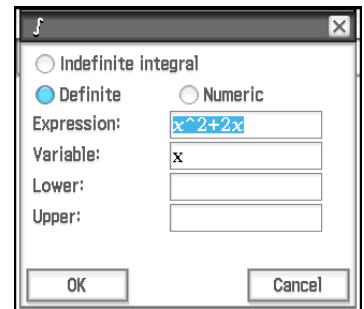 ∫
Indefinite integral
Definite Numeric
Expression: x^2+2x
Variable: x
Lower:
Upper:
OK Cancel